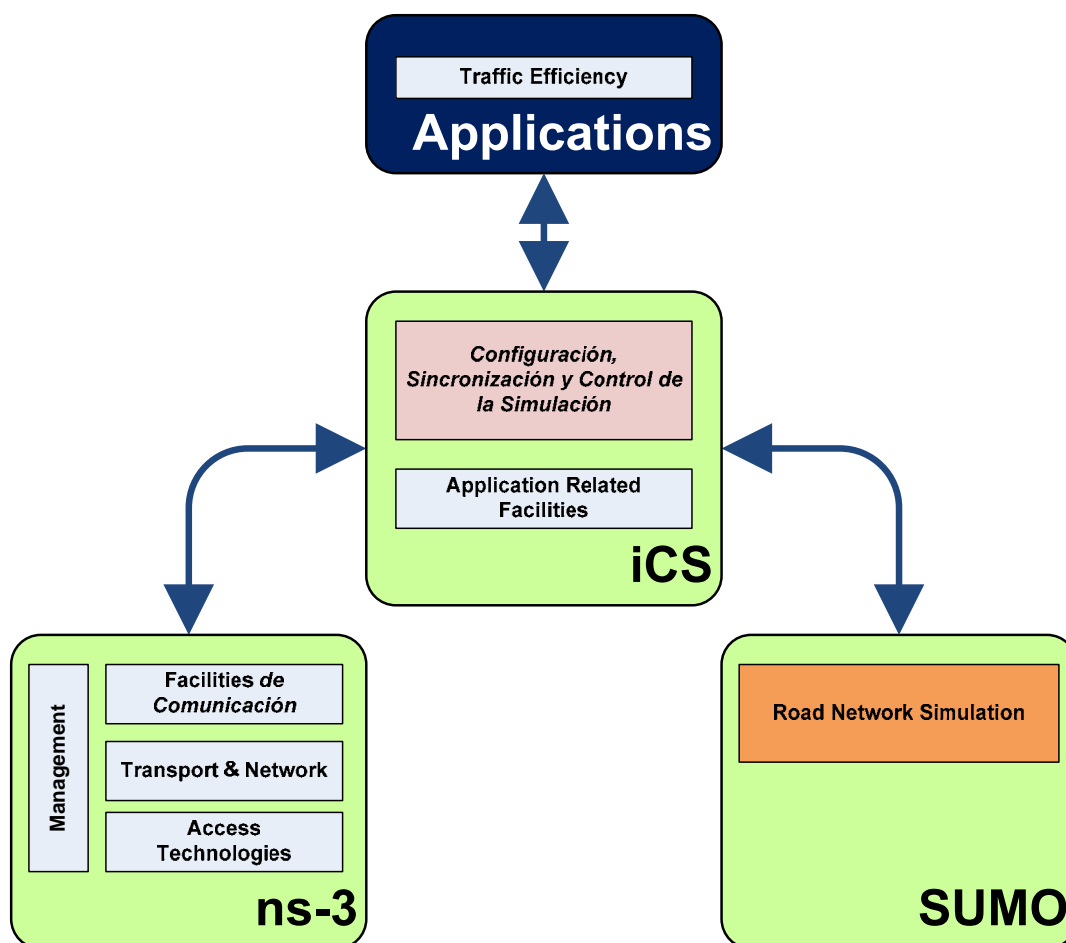 Traffic Efficiency
Applications
Configuración,
Sincronización y Control de
la Simulación
Application Related
Facilities
iCS
Management
Facilities de
Comunicación
Transport & Network
Access
Technologies
ns-3
Road Network Simulation
SUMO